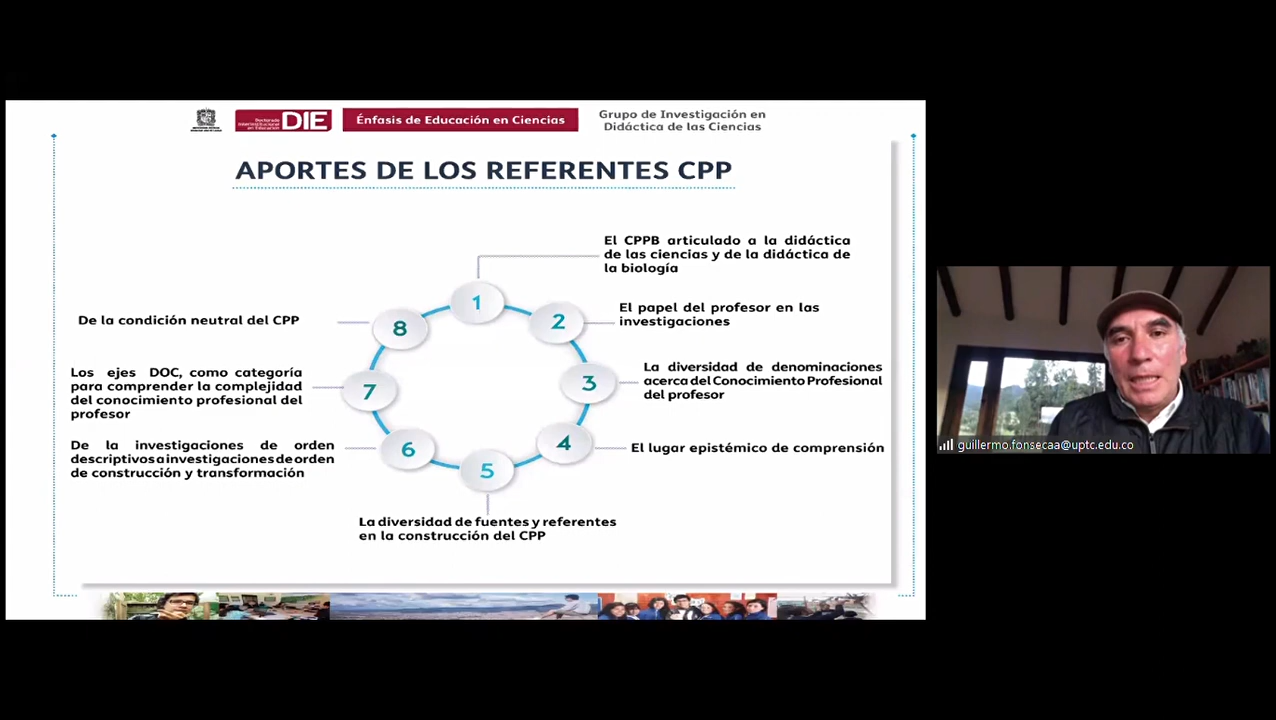 Doctorado
Interinstitucional
en Educación
DIE
Énfasis de Educación en Ciencias
Grupo de Investigación en
Didáctica de las Ciencias
APORTES DE LOS REFERENTES CPP
1
El CPPB articulado a la didáctica
de las ciencias y de la didáctica de
la biología
2
El papel del profesor en las
investigaciones
3
La diversidad de denominaciones
acerca del Conocimiento Profesional
del profesor
4
El lugar epistémico de comprensión
5
La diversidad de fuentes y referentes
en la construcción del CPP
6
De la investigaciones de orden
descriptivos a investigaciones de orden
de construcción y transformación
7
Los ejes DOC, como categoría
para comprender la complejidad
del conocimiento profesional del
profesor
8
De la condición neutral del CPP
guillermo.fonsecaa@uptc.edu.co